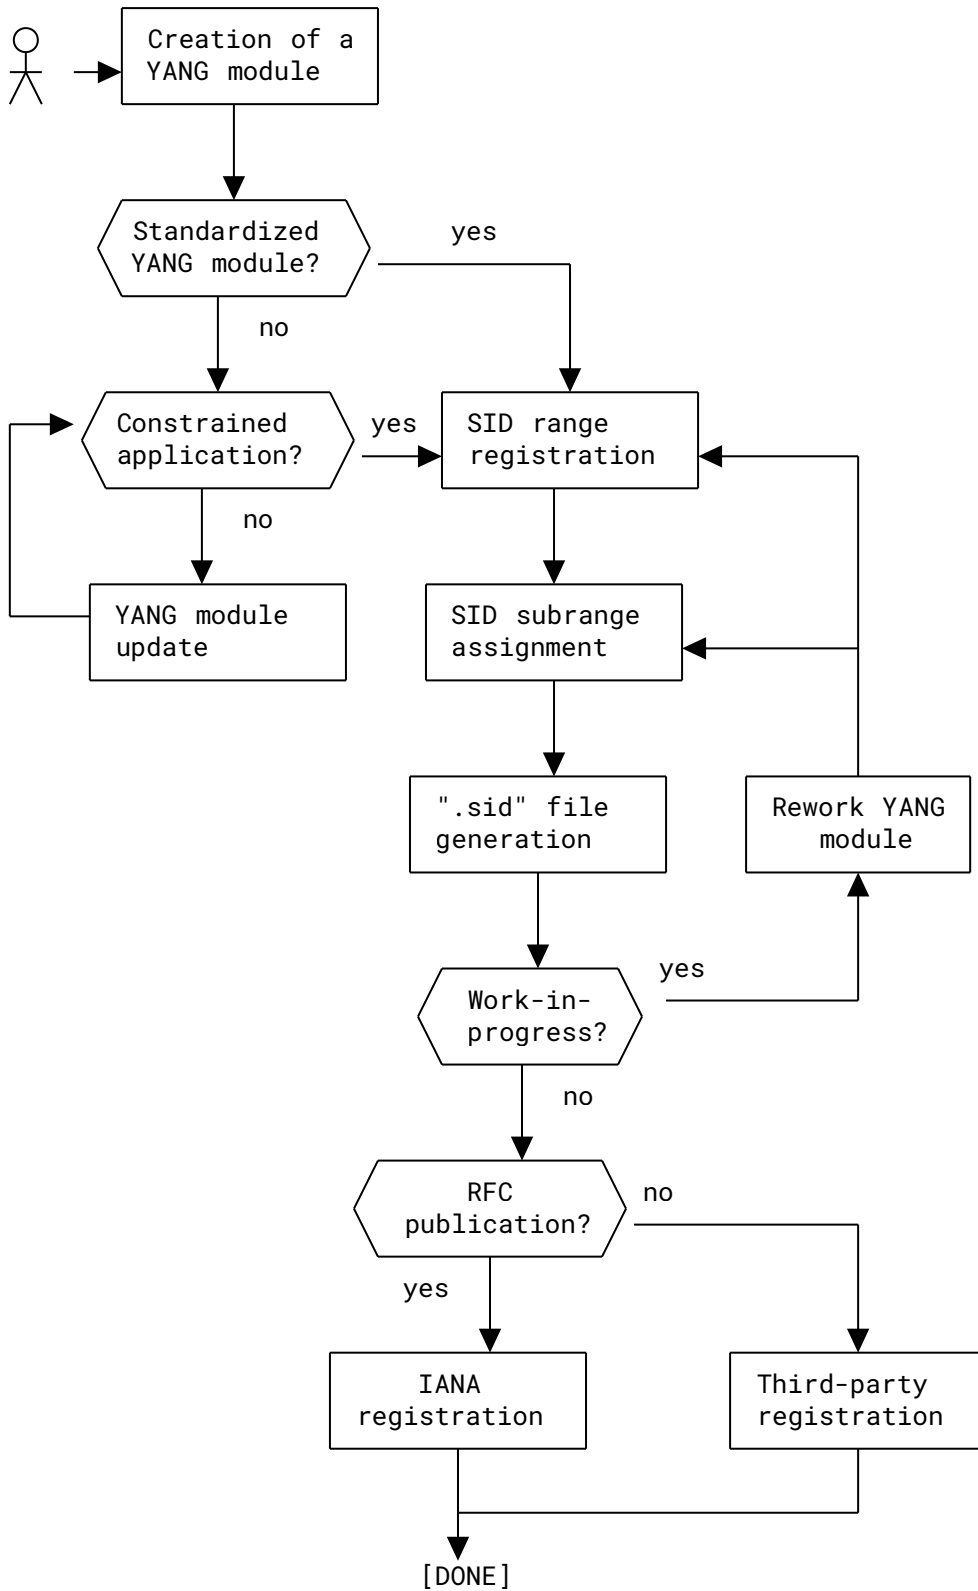 Creation of a
YANG module
Standardized
YANG module?
yes
no
Constrained
application?
yes
SID range
registration
no
YANG module
update
SID subrange
assignment
".sid" file
generation
Rework YANG
module
Work-in-
progress?
yes
no
RFC
publication?
no
yes
IANA
registration
Third-party
registration
[DONE]